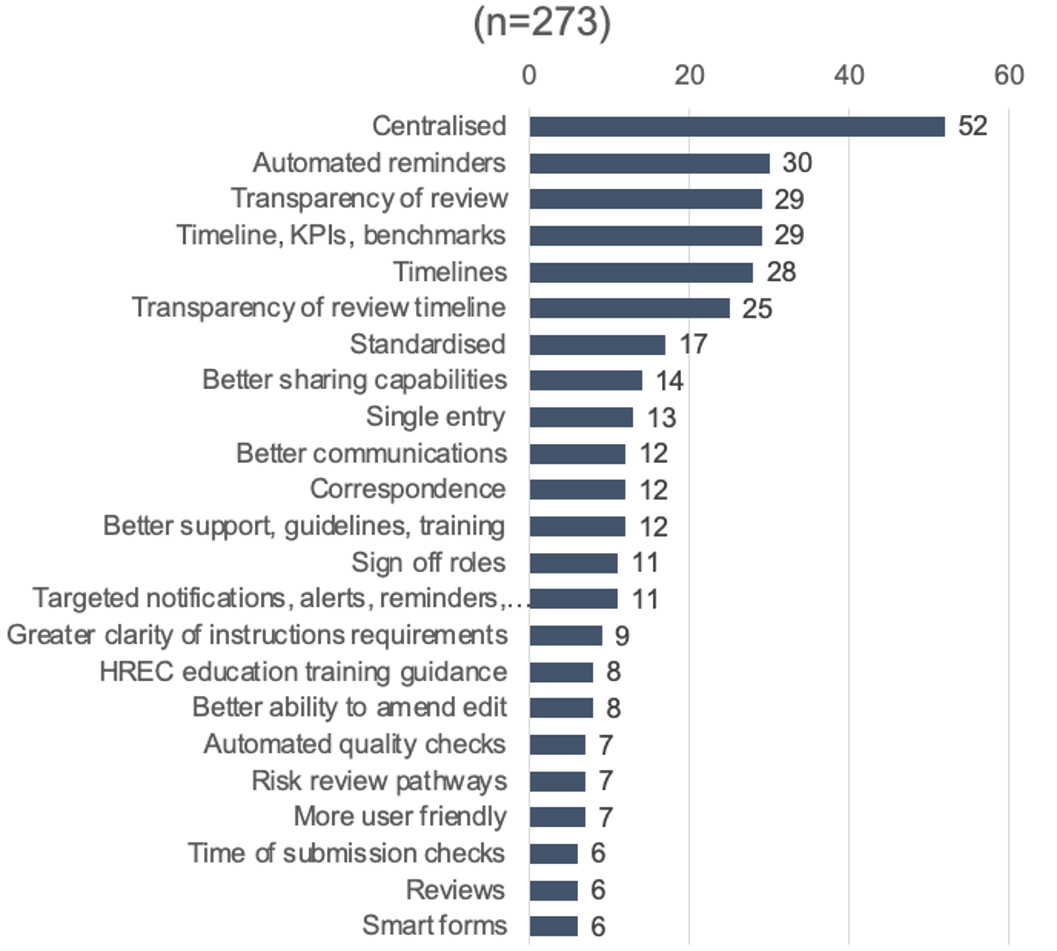 (n=273)
0 20 40 60
Centralised 52
Automated reminders 30
Transparency of review 29
Timeline, KPIs, benchmarks 29
Timelines 28
Transparency of review timeline 25
Standardised 17
Better sharing capabilities 14
Single entry 13
Better communications 12
Correspondence 12
Better support, guidelines, training 12
Sign off roles 11
Targeted notifications, alerts, reminders,… 11
Greater clarity of instructions requirements 9
HREC education training guidance 8
Better ability to amend edit 8
Automated quality checks 7
Risk review pathways 7
More user friendly 7
Time of submission checks 6
Reviews 6
Smart forms 6